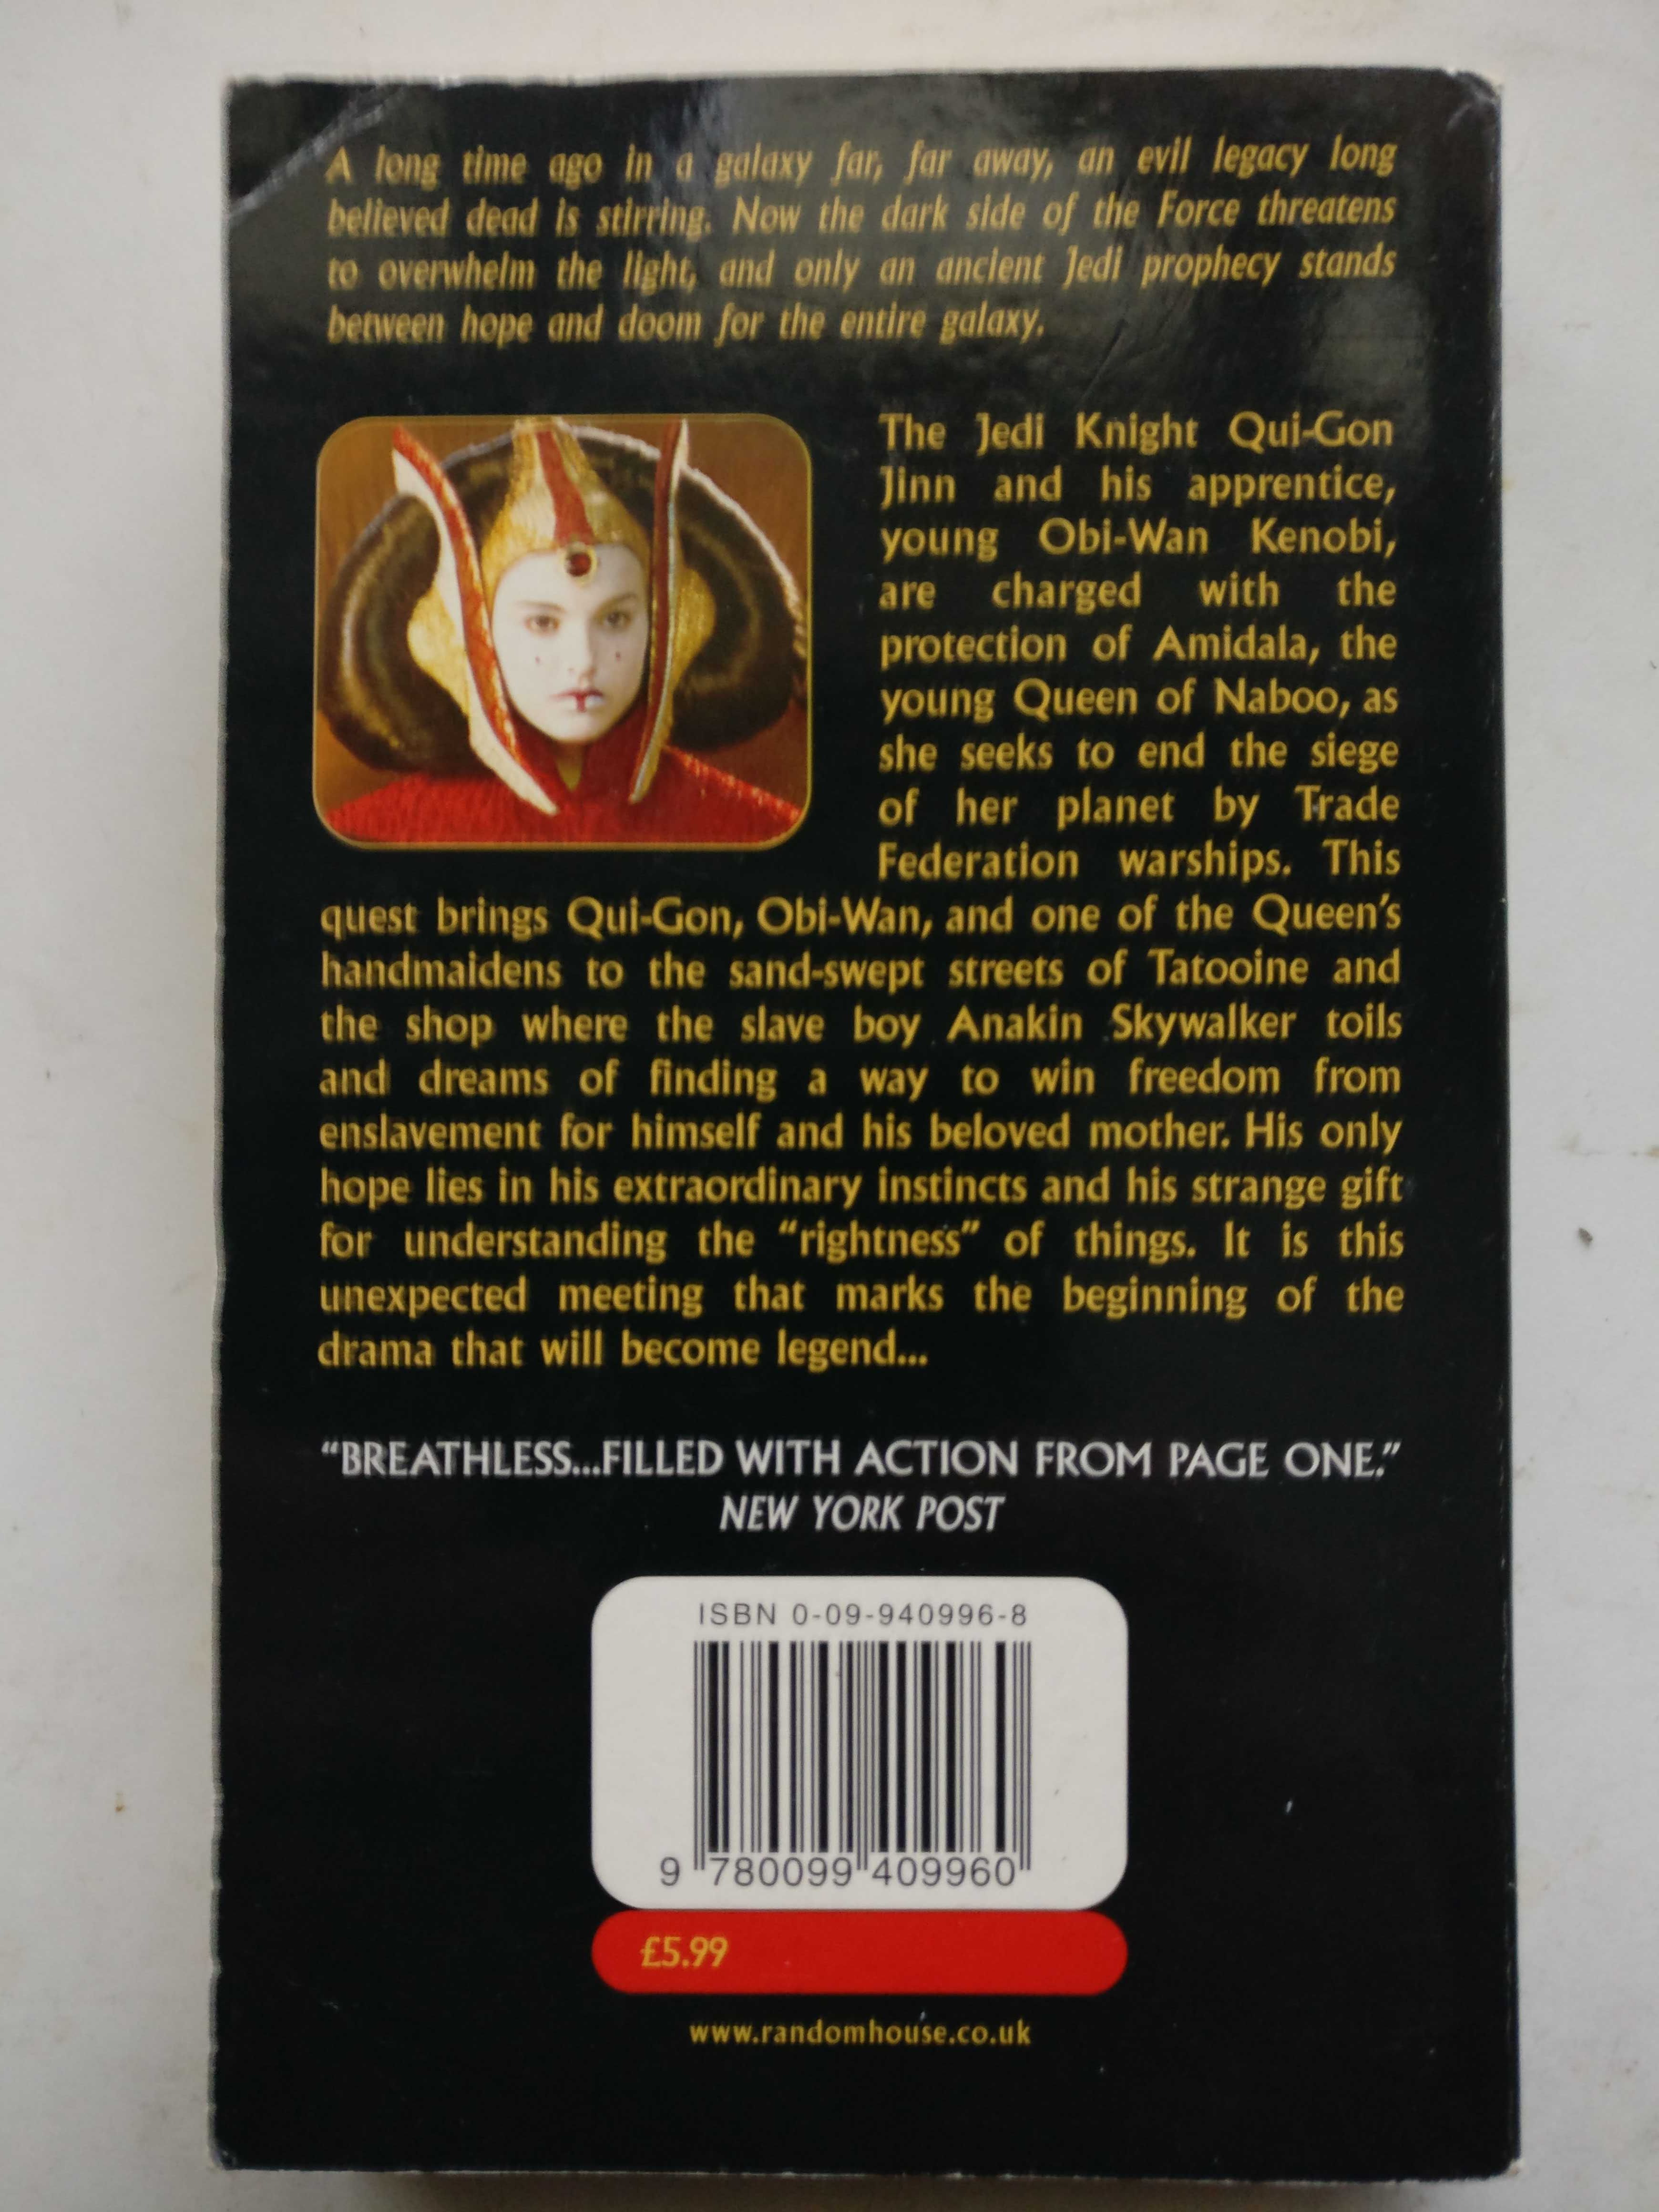 A long time ago in a galaxy far, far away, an evil legacy long
believed dead is stirring. Now the dark side of the Force threatens
to overwhelm the light, and only an ancient Jedi prophecy stands
between hope and doom for the entire galaxy.
The Jedi Knight Qui-Gon
Jinn and his apprentice,
young Obi-Wan Kenobi,
are charged with the
protection of Amidala, the
young Queen of Naboo, as
she seeks to end the siege
of her planet by Trade
Federation warships. This
quest brings Qui-Gon, Obi-Wan, and one of the Queen's
handmaidens to the sand-swept streets of Tatooine and
the shop where the slave boy Anakin Skywalker toils
and dreams of finding a way to win freedom from
enslavement for himself and his beloved mother. His only
hope lies in his extraordinary instincts and his strange gift
for understanding the “rightness” of things. It is this
unexpected meeting that marks the beginning of the
drama that will become legend...
“BREATHLESS...FILLED WITH ACTION FROM PAGE ONE.”
NEW YORK POST
ISBN 0-09-940996-8
9 780099 409960
£5.99
www.randomhouse.co.uk